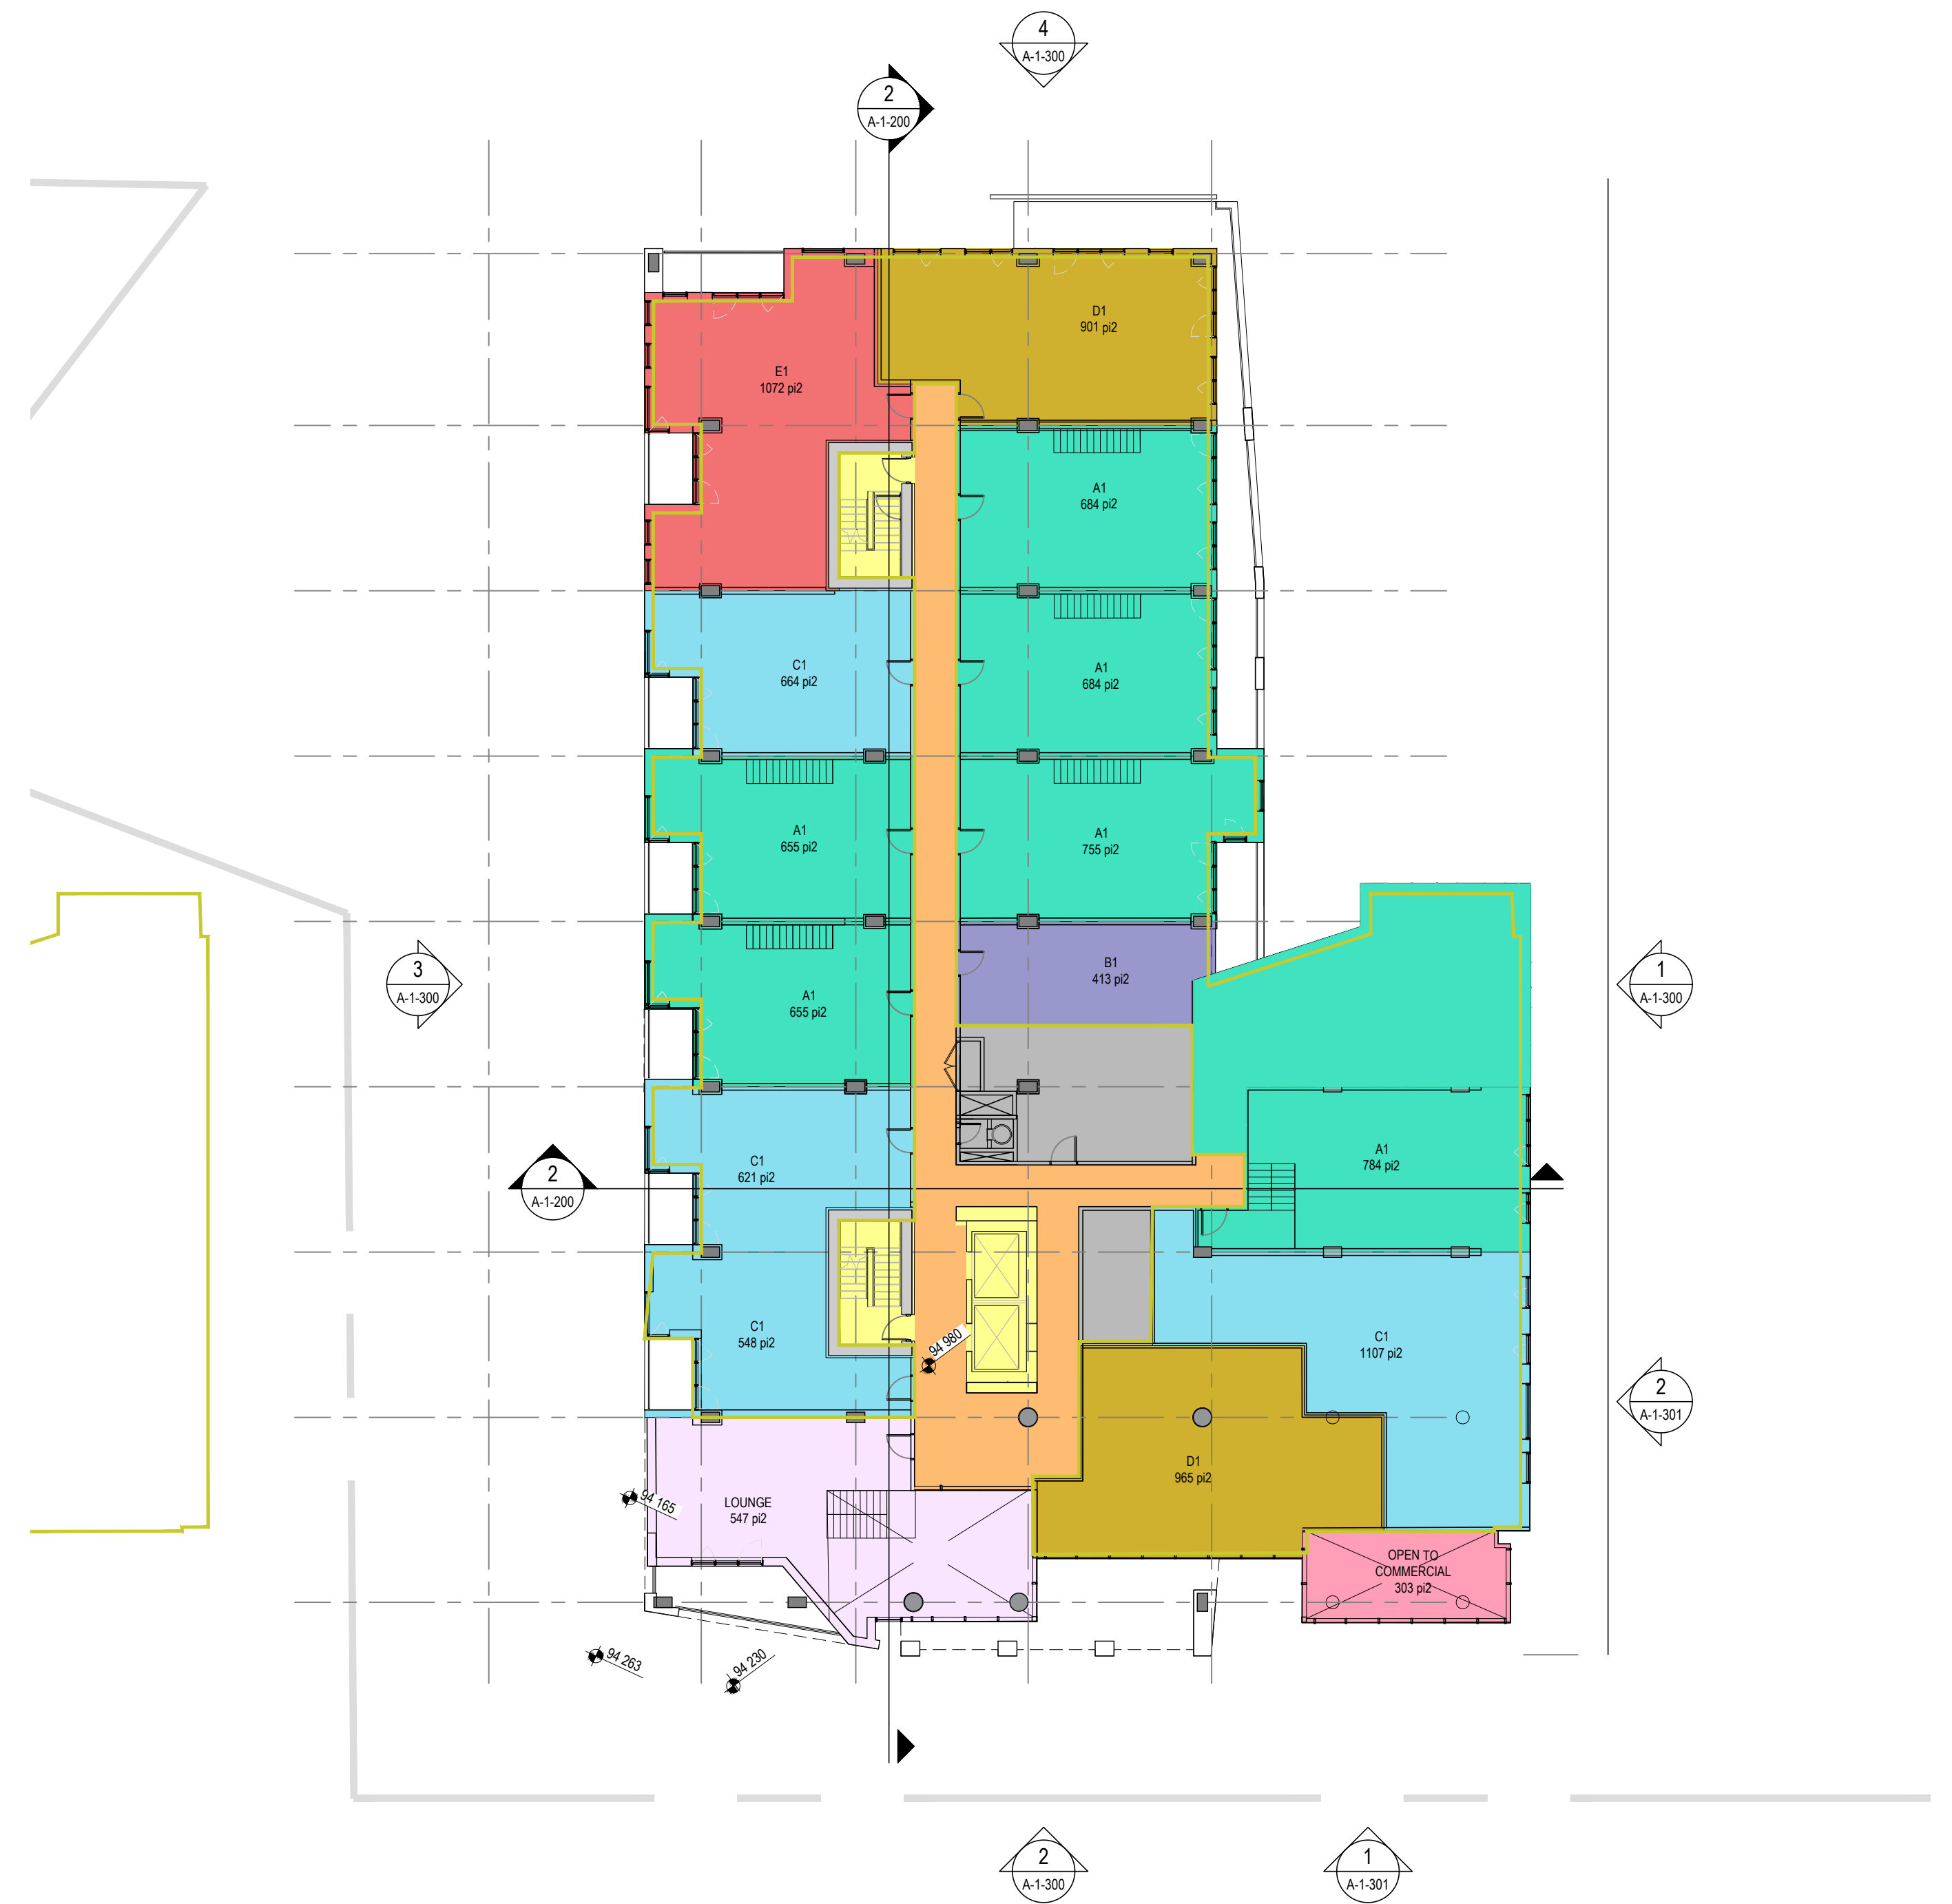 4
A-1-300
2
A-1-200
D1
901 pi2
E1
1072 pi2
A1
684 pi2
C1
664 pi2
A1
684 pi2
A1
655 pi2
A1
755 pi2
3
A-1-300
B1
413 pi2
1
A-1-300
A1
655 pi2
A1
784 pi2
C1
621 pi2
2
A-1-200
C1
548 pi2
94 980
C1
1107 pi2
2
A-1-301
D1
965 pi2
94 165
LOUNGE
547 pi2
OPEN TO
COMMERCIAL
303 pi2
94 263
94 230
2
A-1-300
1
A-1-301